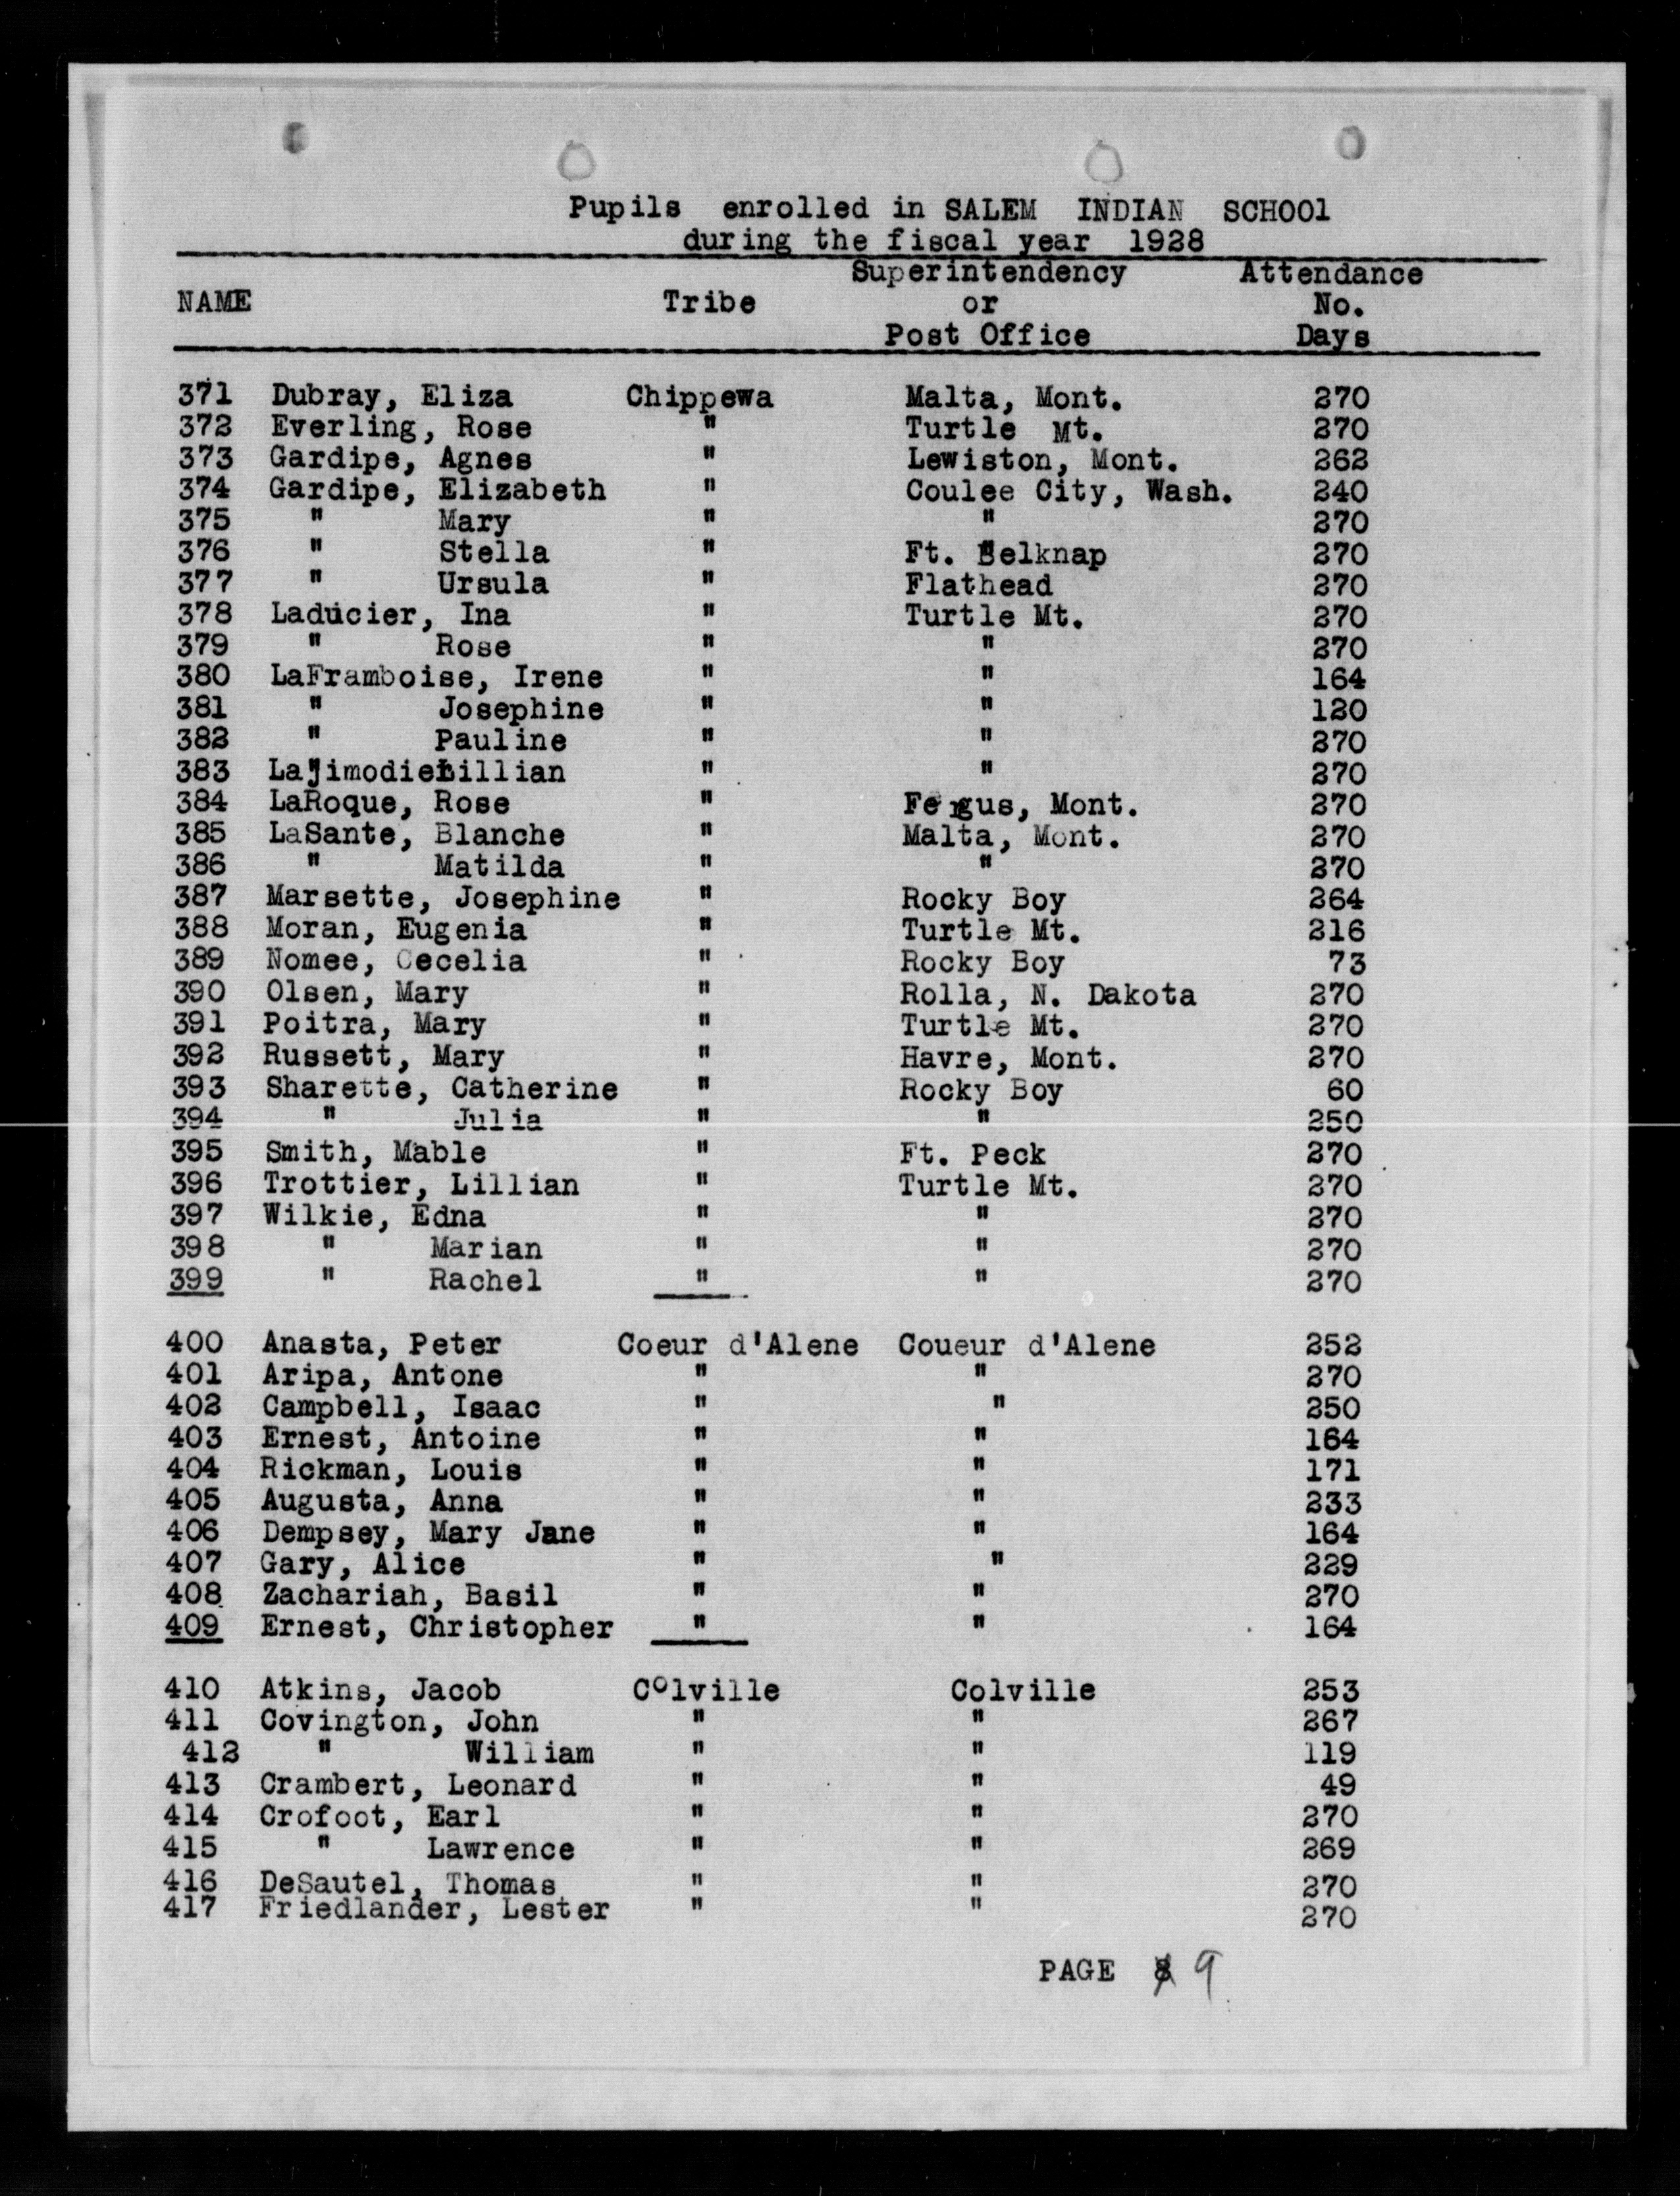 Pupils enrolled in SALEM INDIAN SCHOOl
during the fiscal year 1928
Superintendency Attendance
NAME Tribe or No.
Post Office Days
371 Dubray, Eliza Chippewa Malta, Mont. 270
372 Everling, Rose " Turtle Mt. 270
373 Gardipe, Agnes " Lewiston, Mont. 262
374 Gardipe, Elizabeth " Coulee City, Wash. 240
375 " Mary " " 270
376 " Stella " Ft. Belknap 270
377 " Ursula " Flathead 270
378 Laducier, Ina " Turtle Mt. 270
379 " Rose " " 270
380 LaFramboise, Irene " " 164
381 " Josephine " " 120
382 " Pauline " " 270
383 LaJimodieLillian " " 270
384 LaRoque, Rose " Fergus, Mont. 270
385 LaSante, Blanche " Malta, Mont. 270
386 " Matilda " " 270
387 Marsette, Josephine " Rocky Boy 264
388 Moran, Eugenia " Turtle Mt. 216
389 Nomee, Cecelia " Rocky Boy 73
390 Olsen, Mary " Rolla, N. Dakota 270
391 Poitra, Mary " Turtle Mt. 270
392 Russett, Mary " Havre, Mont. 270
393 Sharette, Catherine " Rocky Boy 60
394 " Julia " " 250
395 Smith, Mable " Ft. Peck 270
396 Trottier, Lillian " Turtle Mt. 270
397 Wilkie, Edna " " 270
398 " Marian " " 270
399 " Rachel " " 270
400 Anasta, Peter Coeur d'Alene Coueur d'Alene 252
401 Aripa, Antone " " 270
402 Campbell, Isaac " " 250
403 Ernest, Antoine " " 164
404 Rickman, Louis " " 171
405 Augusta, Anna " " 233
406 Dempsey, Mary Jane " " 164
407 Gary, Alice " " 229
408 Zachariah, Basil " " 270
409 Ernest, Christopher " " 164
410 Atkins, Jacob Colville Colville 253
411 Covington, John " " 267
412 " William " " 119
413 Crambert, Leonard " " 49
414 Crofoot, Earl " " 270
415 " Lawrence " " 269
416 DeSautel, Thomas " " 270
417 Friedlander, Lester " " 270
PAGE 8 9